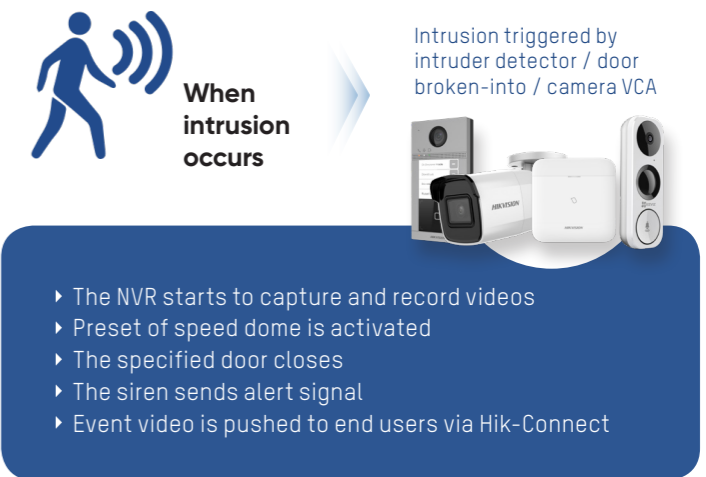 When
intrusion
occurs
Intrusion triggered by
intruder detector / door
broken-into / camera VCA
HIKVISION
The NVR starts to capture and record videos
Preset of speed dome is activated
The specified door closes
The siren sends alert signal
Event video is pushed to end users via Hik-Connect